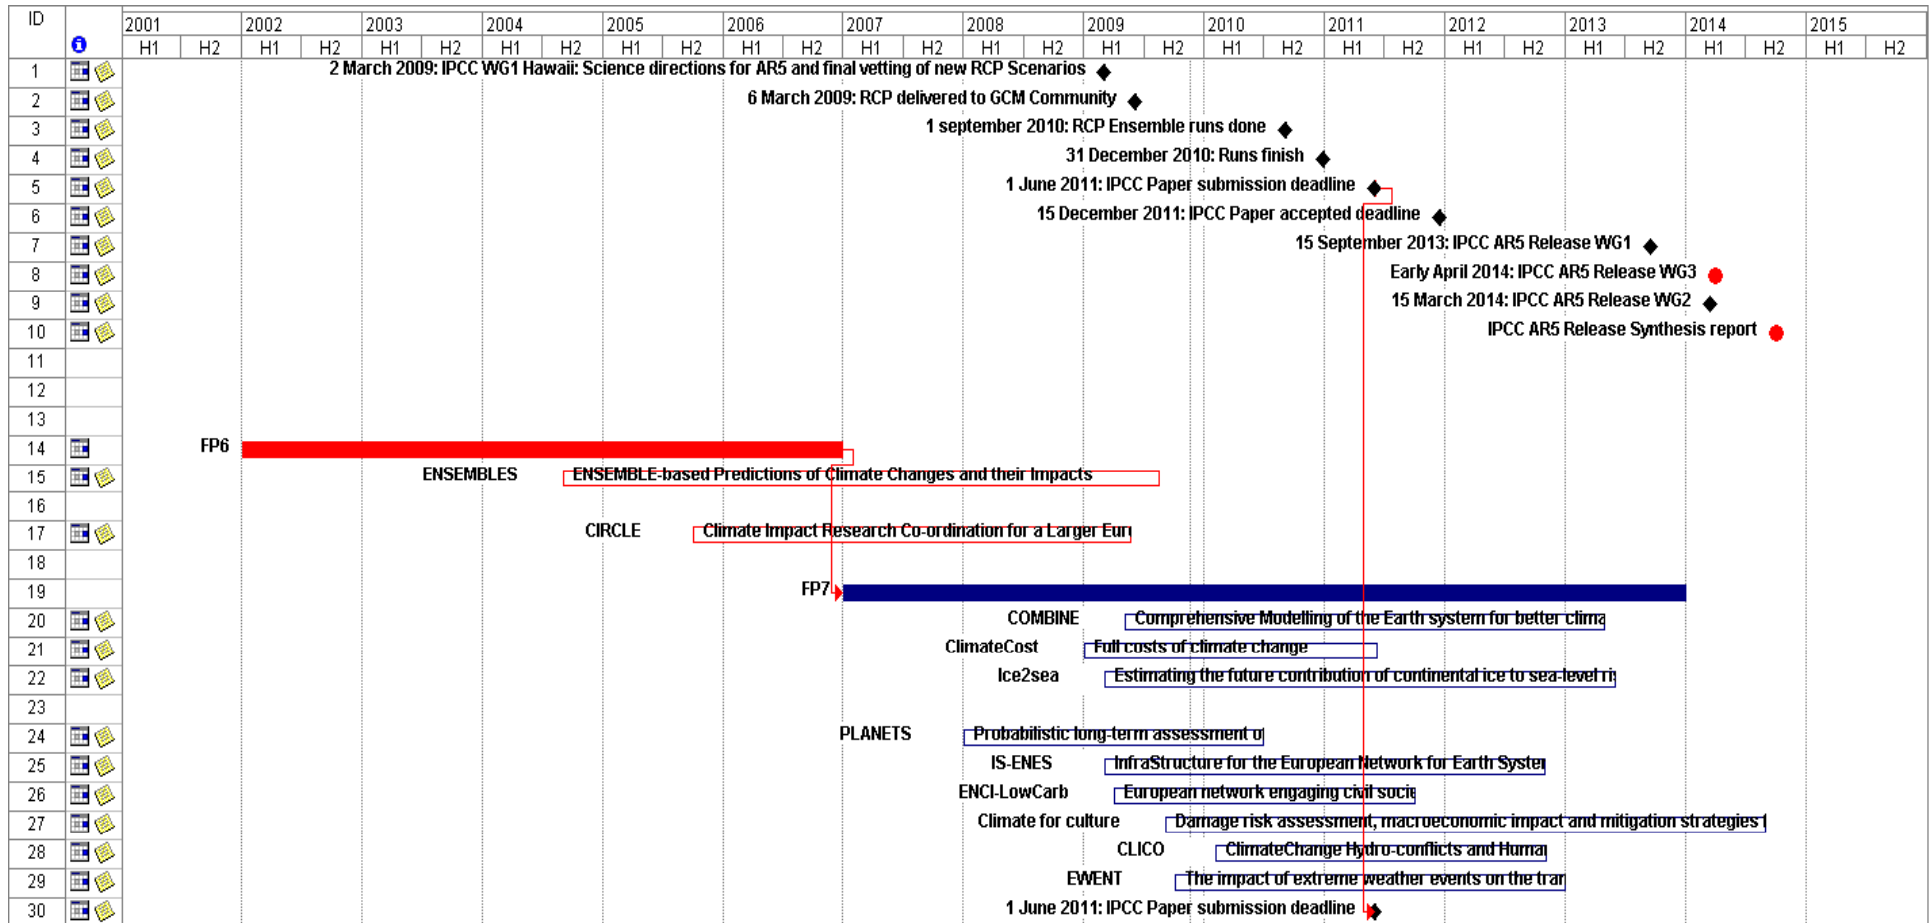 ID
2001 2002 2003 2004 2005 2006 2007 2008 2009 2010 2011 2012 2013 2014 2015
H1 H2 H1 H2 H1 H2 H1 H2 H1 H2 H1 H2 H1 H2 H1 H2 H1 H2 H1 H2 H1 H2 H1 H2 H1 H2 H1 H2 H1 H2
1 2 March 2009: IPCC WG1 Hawaii: Science directions for AR5 and final vetting of new RCP Scenarios
2 6 March 2009: RCP delivered to GCM Community
3 1 september 2010: RCP Ensemble runs done
4 31 December 2010: Runs finish
5 1 June 2011: IPCC Paper submission deadline
6 15 December 2011: IPCC Paper accepted deadline
7 15 September 2013: IPCC AR5 Release WG1
8 Early April 2014: IPCC AR5 Release WG3
9 15 March 2014: IPCC AR5 Release WG2
10 IPCC AR5 Release Synthesis report
11
12
13
14 FP6
15 ENSEMBLES ENSEMBLE-based Predictions of Climate Changes and their Impacts
16
17 CIRCLE Climate Impact Research Co-ordination for a Larger Eur
18
19 FP7
20 COMBINE Comprehensive Modelling of the Earth system for better clima
21 ClimateCost Full costs of climate change
22 Ice2sea Estimating the future contribution of continental ice to sea-level ri
23
24 PLANETS Probabilistic long-term assessment o
25 IS-ENES InfraStructure for the European Network for Earth Syster
26 ENCI-LowCarb European network engaging civil socie
27 Climate for culture Damage risk assessment, macroeconomic impact and mitigation strategies
28 CLICO ClimateChange Hydro-conflicts and Human
29 EWENT The impact of extreme weather events on the tran
30 1 June 2011: IPCC Paper submission deadline